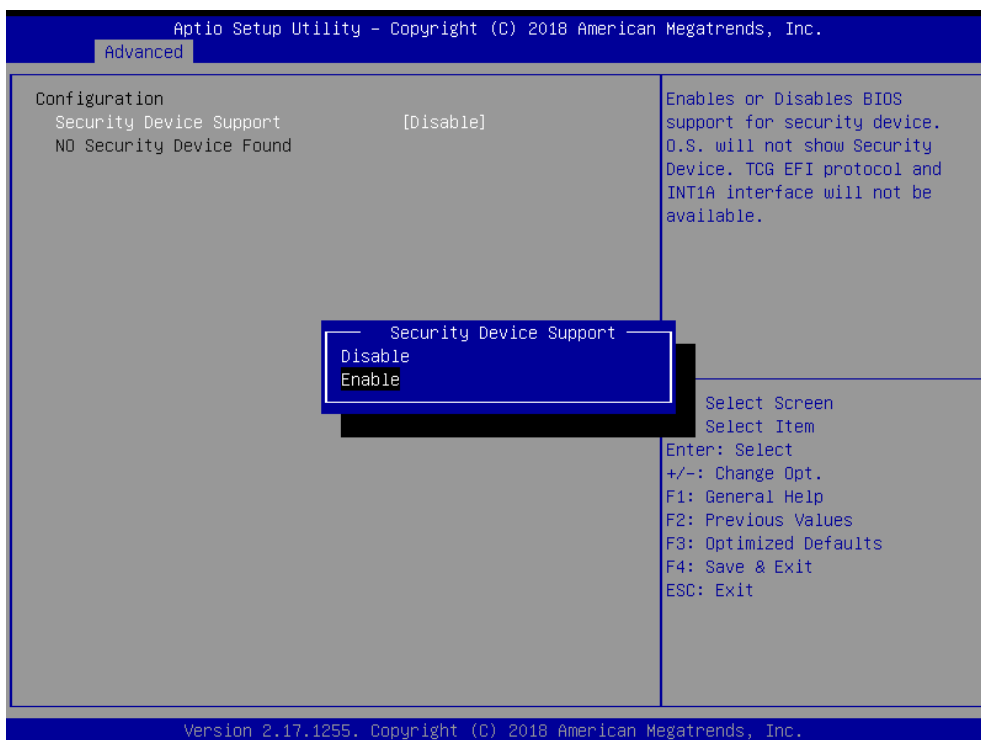 Aptio Setup Utility – Copyright (C) 2018 American Megatrends, Inc.
Advanced
Configuration
Security Device Support [Disable]
NO Security Device Found
Enables or Disables BIOS
support for security device.
O.S. will not show Security
Device. TCG EFI protocol and
INT1A interface will not be
available.
Security Device Support
Disable
Enable
Select Screen
Select Item
Enter: Select
+/-: Change Opt.
F1: General Help
F2: Previous Values
F3: Optimized Defaults
F4: Save & Exit
ESC: Exit
Version 2.17.1255. Copyright (C) 2018 American Megatrends, Inc.